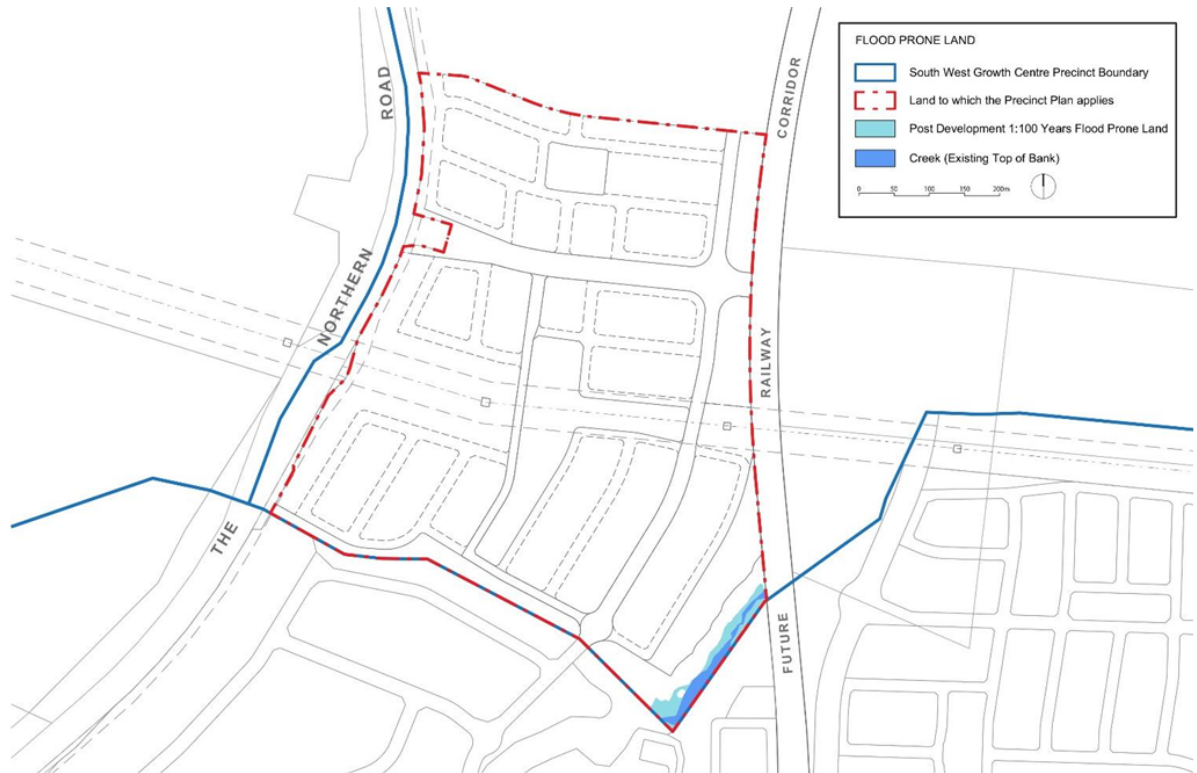 FLOOD PRONE LAND
South West Growth Centre Precinct Boundary
Land to which the Precinct Plan applies
Post Development 1:100 Years Flood Prone Land
Creek (Existing Top of Bank)
0 50 100 150 200m
THE NORTHERN ROAD
FUTURE RAILWAY CORRIDOR